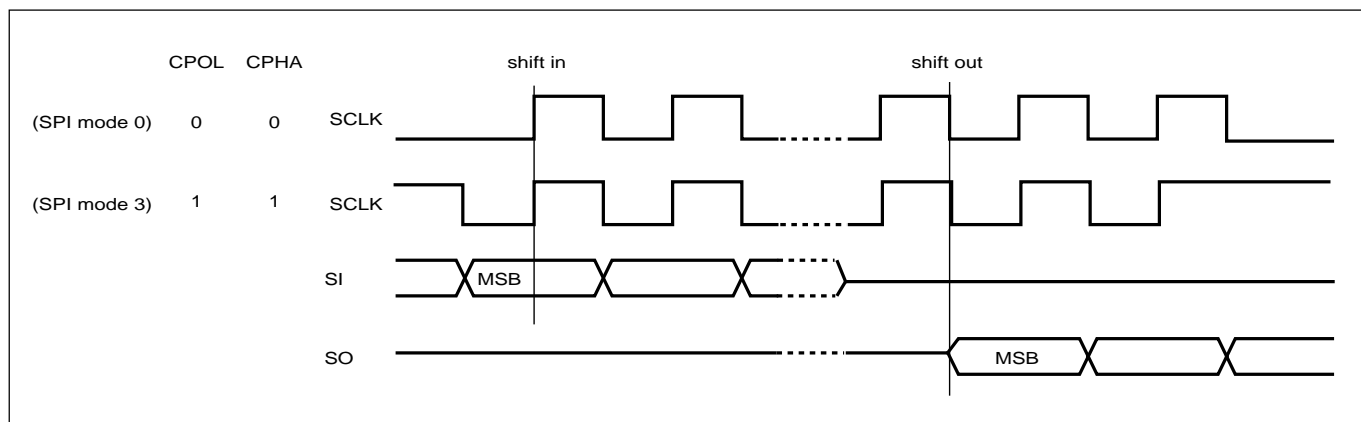 CPOL CPHA shift in shift out
(SPI mode 0) 0 0 SCLK
(SPI mode 3) 1 1 SCLK
SI MSB
SO MSB